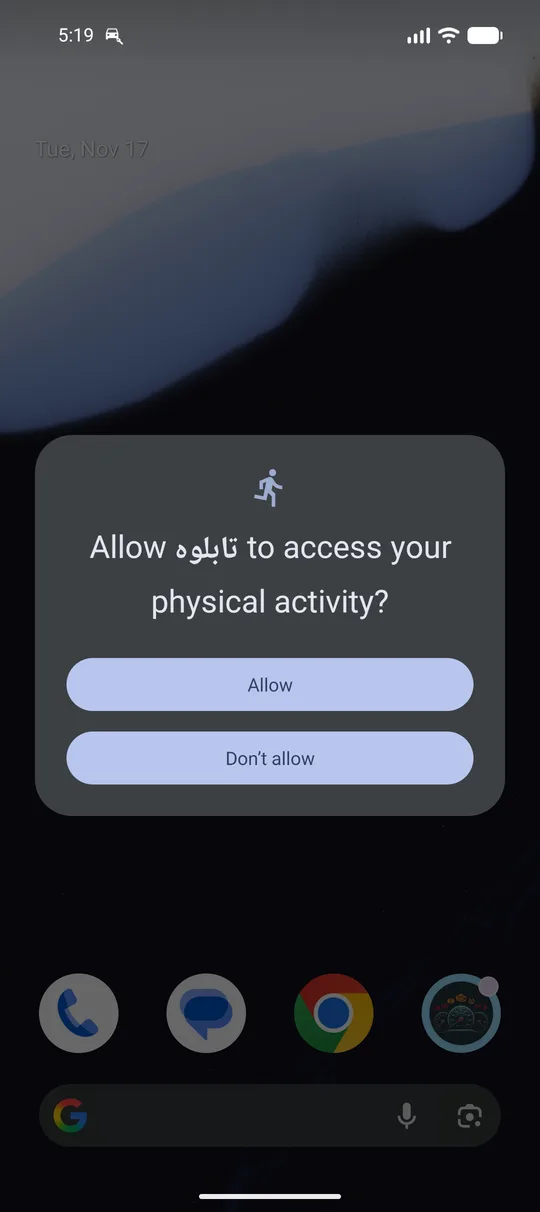 5:19
Tue, Nov 17
Allow تابلوه to access your
physical activity?
Allow
Don’t allow